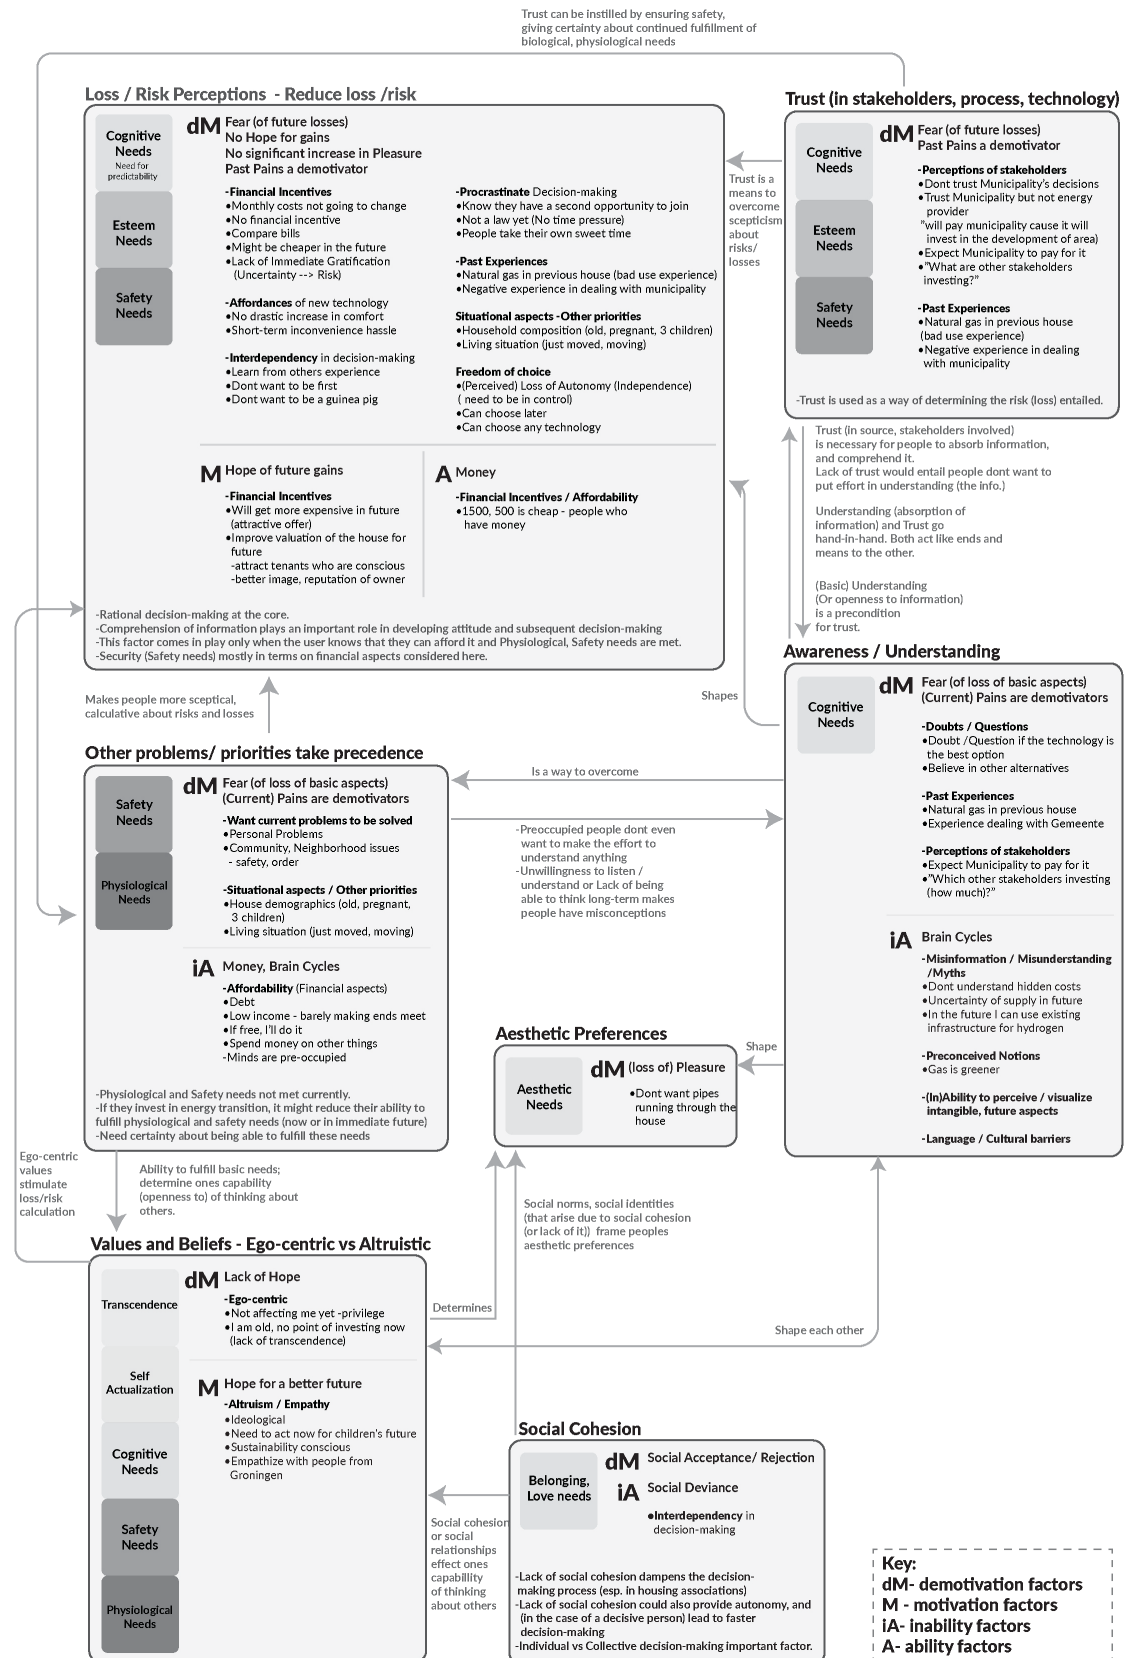 Trust can be instilled by ensuring safety,
giving certainty about continued fulfillment of
biological, physiological needs
Loss / Risk Perceptions - Reduce loss /risk
Cognitive
Needs
Need for
predictability
Esteem
Needs
Safety
Needs
dM
Fear (of future losses)
No Hope for gains
No significant increase in Pleasure
Past Pains a demotivator
-Financial Incentives
•Monthly costs not going to change
•No financial incentive
•Compare bills
•Might be cheaper in the future
•Lack of Immediate Gratification
(Uncertainty --> Risk)
-Affordances of new technology
•No drastic increase in comfort
•Short-term inconvenience hassle
-Interdependency in decision-making
•Learn from others experience
•Dont want to be first
•Dont want to be a guinea pig
-Procrastinate Decision-making
•Know they have a second opportunity to join
•Not a law yet (No time pressure)
•People take their own sweet time
-Past Experiences
•Natural gas in previous house (bad use experience)
•Negative experience in dealing with municipality
Situational aspects -Other priorities
•Household composition (old, pregnant, 3 children)
•Living situation (just moved, moving)
Freedom of choice
•(Perceived) Loss of Autonomy (Independence)
( need to be in control)
•Can choose later
•Can choose any technology
M
Hope of future gains
-Financial Incentives
•Will get more expensive in future
(attractive offer)
•Improve valuation of the house for
future
-attract tenants who are conscious
-better image, reputation of owner
A
Money
-Financial Incentives / Affordability
•1500, 500 is cheap - people who
have money
-Rational decision-making at the core.
-Comprehension of information plays an important role in developing attitude and subsequent decision-making
-This factor comes in play only when the user knows that they can afford it and Physiological, Safety needs are met.
-Security (Safety needs) mostly in terms on financial aspects considered here.
Trust is a
means to
overcome
scepticism
about
risks/
losses
Trust (in stakeholders, process, technology)
Cognitive
Needs
Esteem
Needs
Safety
Needs
dM
Fear (of future losses)
Past Pains a demotivator
-Perceptions of stakeholders
•Dont trust Municipality's decisions
•Trust Municipality but not energy
provider
"will pay municipality cause it will
invest in the development of area)
•Expect Municipality to pay for it
•"What are other stakeholders
investing?"
-Past Experiences
•Natural gas in previous house
(bad use experience)
•Negative experience in dealing
with municipality
-Trust is used as a way of determining the risk (loss) entailed.
Trust (in source, stakeholders involved)
is necessary for people to absorb information,
and comprehend it.
Lack of trust would entail people dont want to
put effort in understanding (the info.)
Understanding (absorption of
information) and Trust go
hand-in-hand. Both act like ends and
means to the other.
(Basic) Understanding
(Or openness to information)
is a precondition
for trust.
Awareness / Understanding
Cognitive
Needs
dM
Fear (of loss of basic aspects)
(Current) Pains are demotivators
-Doubts / Questions
•Doubt /Question if the technology is
the best option
•Believe in other alternatives
-Past Experiences
•Natural gas in previous house
•Experience dealing with Gemeente
-Perceptions of stakeholders
•Expect Municipality to pay for it
•"Which other stakeholders investing
(how much)?"
iA
Brain Cycles
-Misinformation / Misunderstanding
/Myths
•Dont understand hidden costs
•Uncertainty of supply in future
•In the future I can use existing
infrastructure for hydrogen
-Preconceived Notions
•Gas is greener
-(In)Ability to perceive / visualize
intangible, future aspects
-Language / Cultural barriers
Shapes
Makes people more sceptical,
calculative about risks and losses
Other problems/ priorities take precedence
Safety
Needs
Physiological
Needs
dM
Fear (of loss of basic aspects)
(Current) Pains are demotivators
-Want current problems to be solved
•Personal Problems
•Community, Neighborhood issues
- safety, order
-Situational aspects / Other priorities
•House demographics (old, pregnant,
3 children)
•Living situation (just moved, moving)
iA
Money, Brain Cycles
-Affordability (Financial aspects)
•Debt
•Low income - barely making ends meet
•If free, I'll do it
•Spend money on other things
-Minds are pre-occupied
-Physiological and Safety needs not met currently.
-If they invest in energy transition, it might reduce their ability to
fulfill physiological and safety needs (now or in immediate future)
-Need certainty about being able to fulfill these needs
Is a way to overcome
-Preoccupied people dont even
want to make the effort to
understand anything
-Unwillingness to listen /
understand or Lack of being
able to think long-term makes
people have misconceptions
Aesthetic Preferences
Aesthetic
Needs
dM
(loss of) Pleasure
•Dont want pipes
running through the
house
Shape
Ego-centric
values
stimulate
loss/risk
calculation
Ability to fulfill basic needs;
determine ones capability
(openness to) of thinking about
others.
Social norms, social identities
(that arise due to social cohesion
(or lack of it)) frame peoples
aesthetic preferences
Values and Beliefs - Ego-centric vs Altruistic
Transcendence
Self
Actualization
Cognitive
Needs
Safety
Needs
Physiological
Needs
dM
Lack of Hope
-Ego-centric
•Not affecting me yet -privilege
•I am old, no point of investing now
(lack of transcendence)
M
Hope for a better future
-Altruism / Empathy
•Ideological
•Need to act now for children's future
•Sustainability conscious
•Empathize with people from
Groningen
Determines
Shape each other
Social cohesion
or social
relationships
effect ones
capabiility
of thinking
about others
Social Cohesion
Belonging,
Love needs
dM
Social Acceptance/ Rejection
iA
Social Deviance
•Interdependency in
decision-making
-Lack of social cohesion dampens the decision-
making process (esp. in housing associations)
-Lack of social cohesion could also provide autonomy, and
(in the case of a decisive person) lead to faster
decision-making
-Individual vs Collective decision-making important factor.
Key:
dM- demotivation factors
M - motivation factors
iA- inability factors
A- ability factors